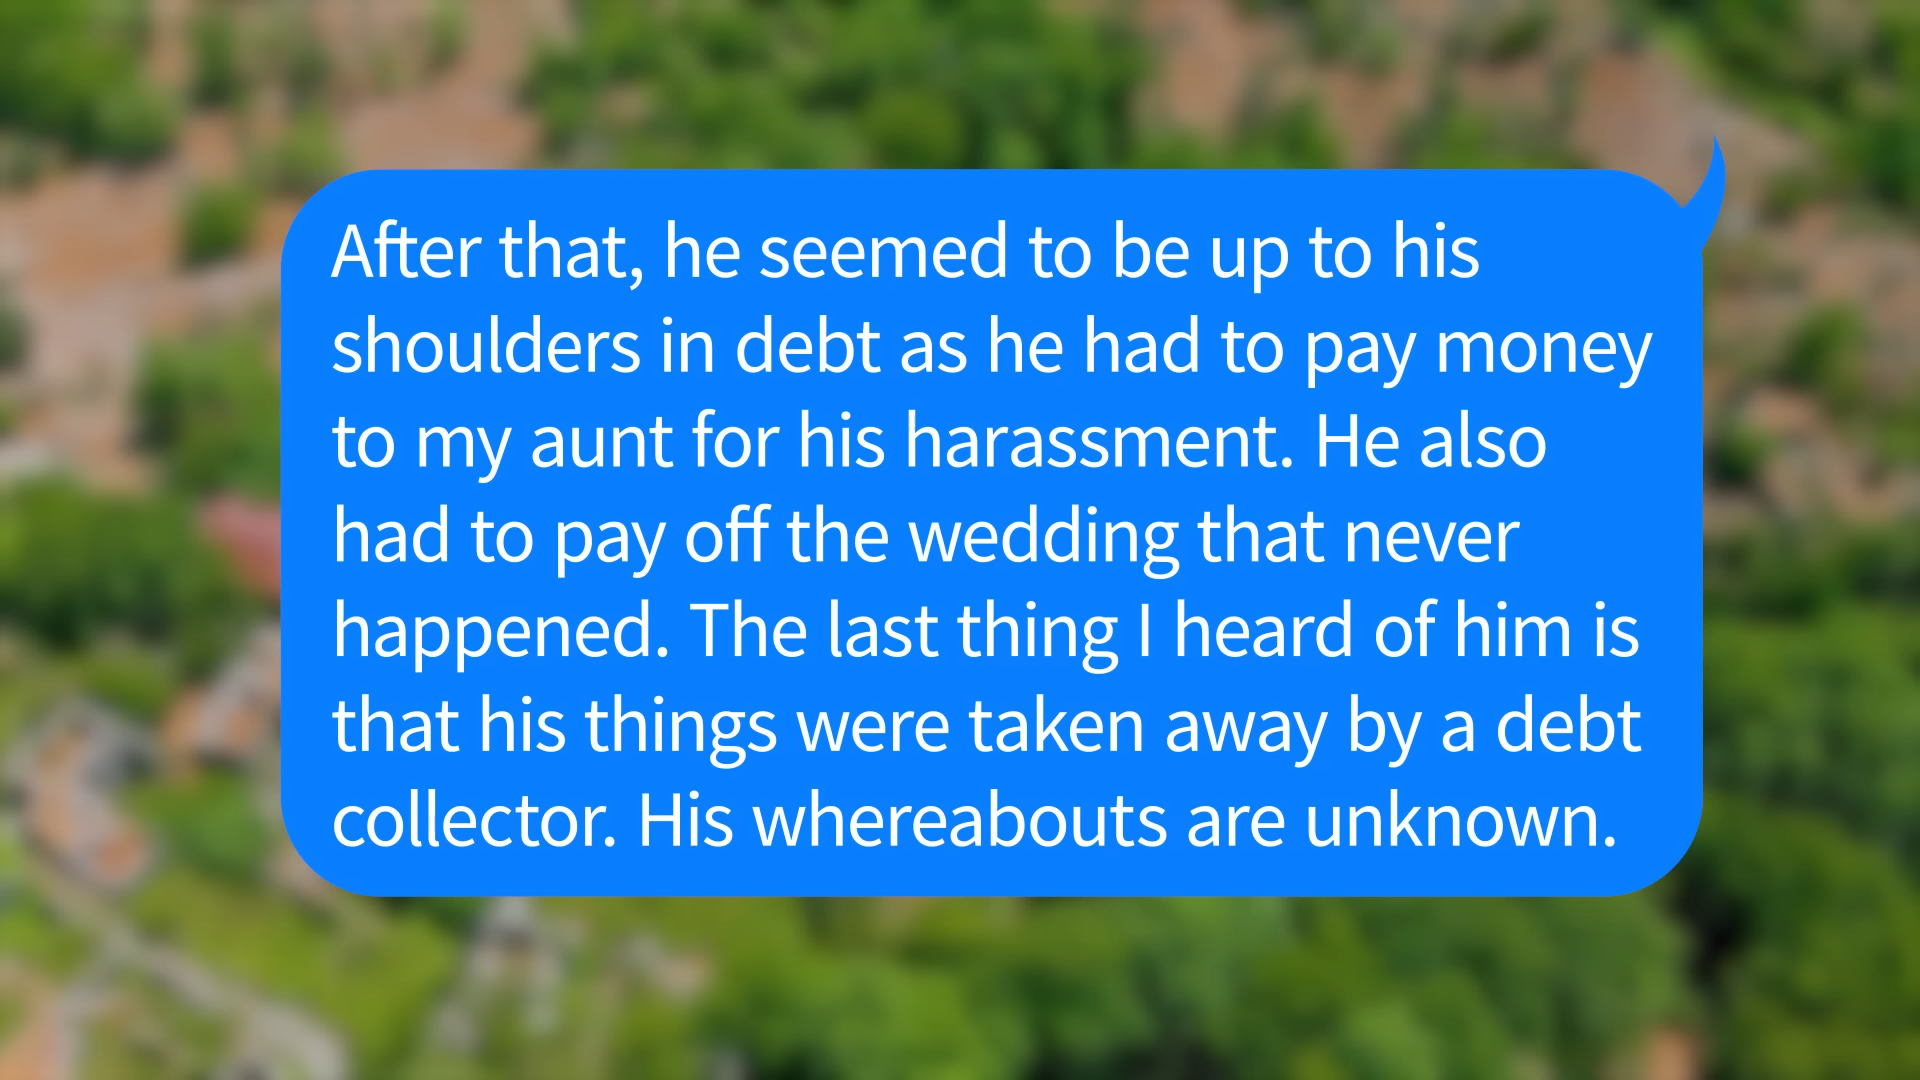 After that, he seemed to be up to his
shoulders in debt as he had to pay money
to my aunt for his harassment. He also
had to pay off the wedding that never
happened. The last thing I heard of him is
that his things were taken away by a debt
collector. His whereabouts are unknown.